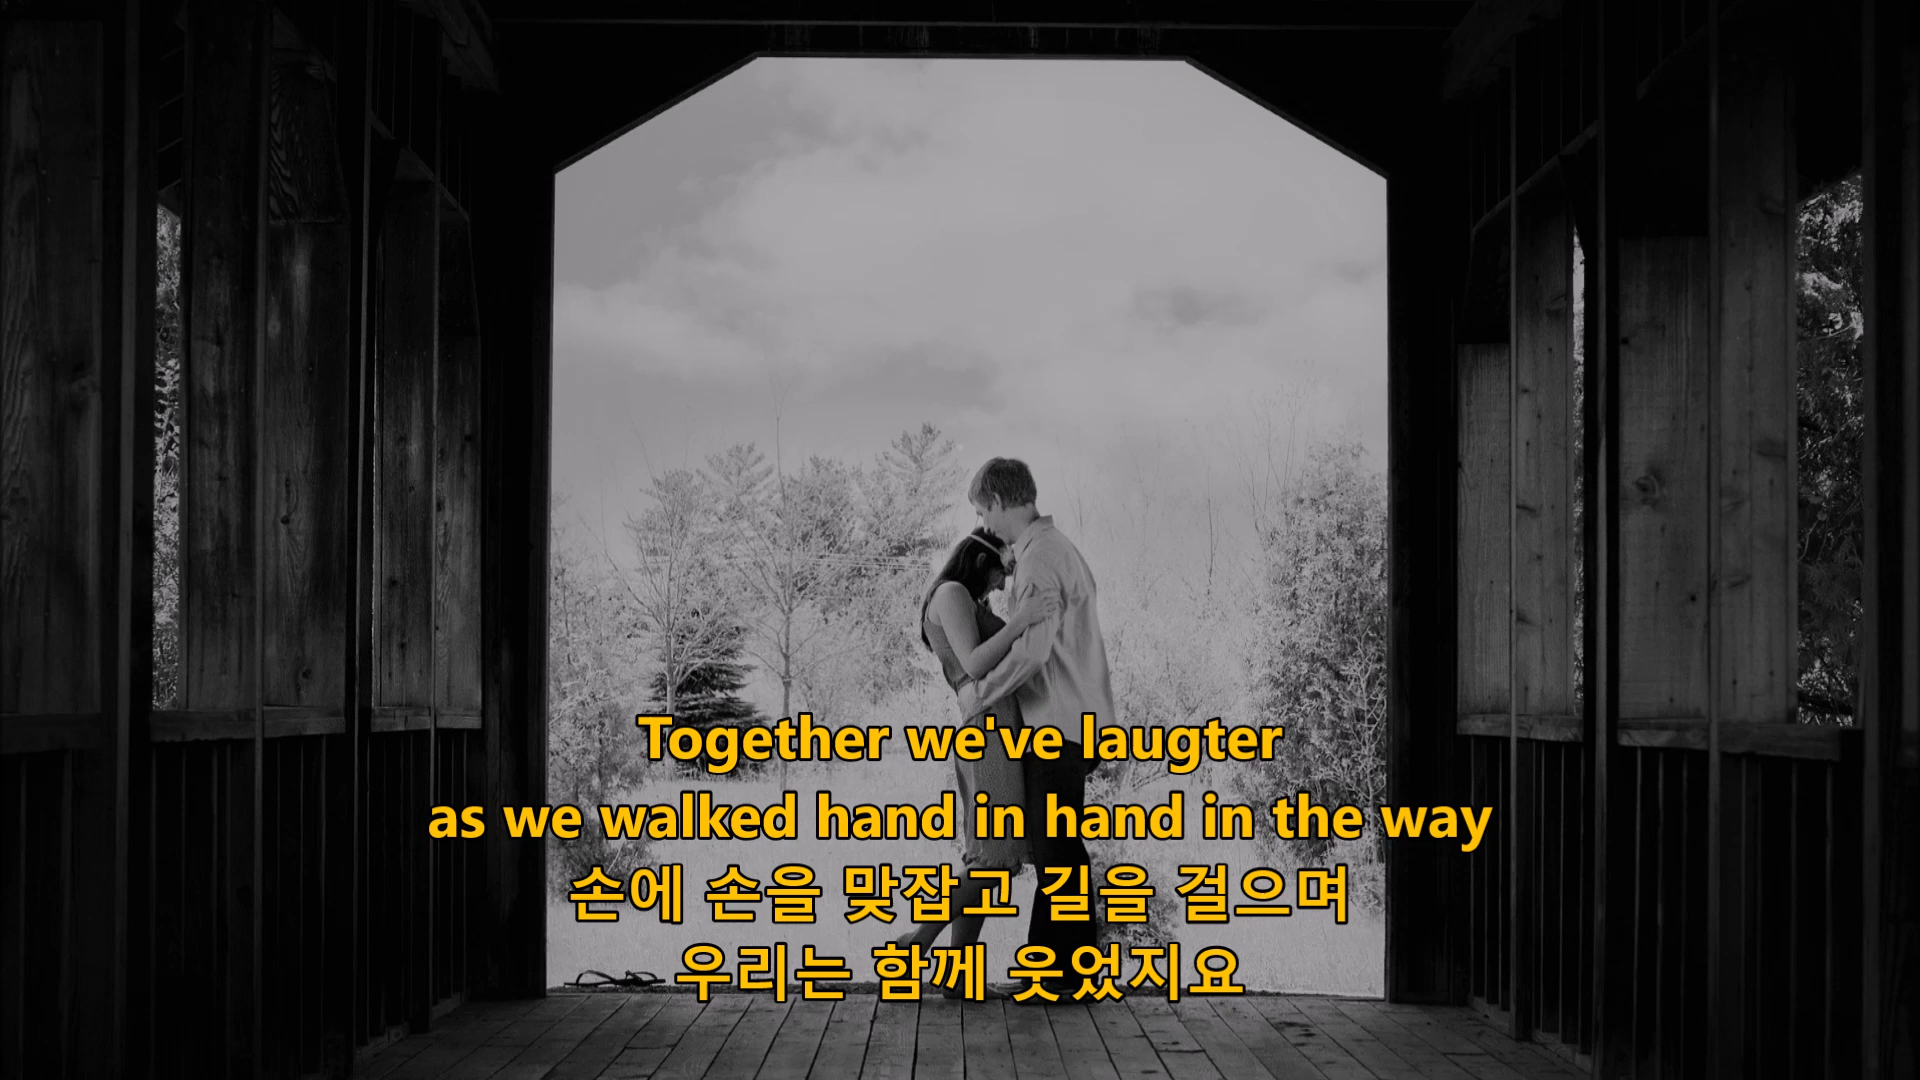 Together we've laugter
as we walked hand in hand in the way
손에 손을 맞잡고 길을 걸으며
우리는 함께 웃었지요